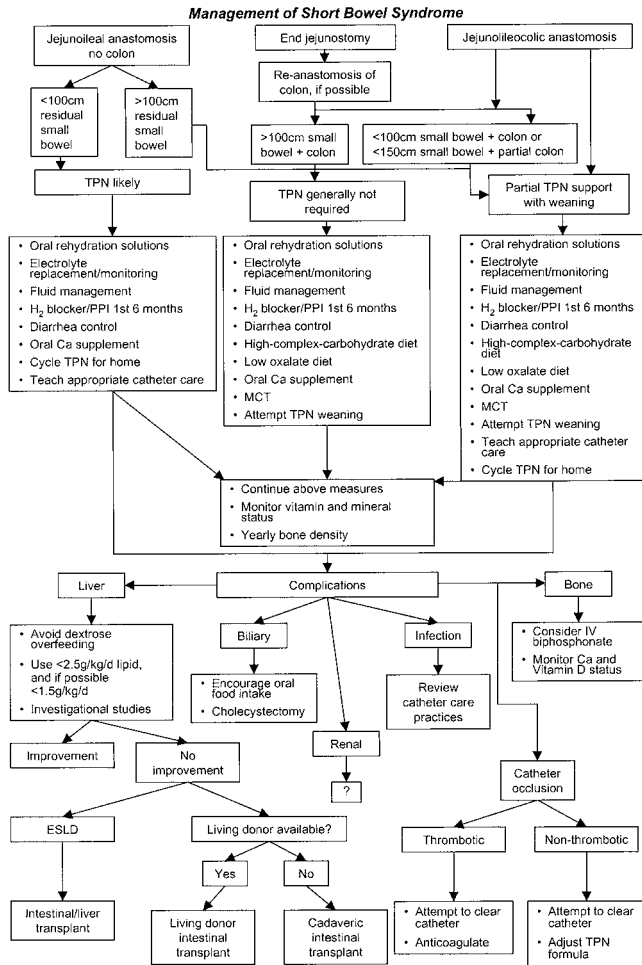 Management of Short Bowel Syndrome
Jejunoileal anastomosis
no colon
End jejunostomy
Jejunolileocolic anastomosis
Re-anastomosis of
colon, if possible
<100cm
residual
small
bowel
>100cm
residual
small
bowel
>100cm small
bowel + colon
<100cm small bowel + colon or
<150cm small bowel + partial colon
TPN likely
TPN generally not
required
Partial TPN support
with weaning
• Oral rehydration solutions
• Electrolyte
replacement/monitoring
• Fluid management
• H2 blocker/PPI 1st 6 months
• Diarrhea control
• Oral Ca supplement
• Cycle TPN for home
• Teach appropriate catheter care
• Oral rehydration solutions
• Electrolyte
replacement/monitoring
• Fluid management
• H2 blocker/PPI 1st 6 months
• Diarrhea control
• High-complex-carbohydrate diet
• Low oxalate diet
• Oral Ca supplement
• MCT
• Attempt TPN weaning
• Oral rehydration solutions
• Electrolyte
replacement/monitoring
• Fluid management
• H2 blocker/PPI 1st 6 months
• Diarrhea control
• High-complex-carbohydrate
diet
• Low oxalate diet
• Oral Ca supplement
• MCT
• Attempt TPN weaning
• Teach appropriate catheter
care
• Cycle TPN for home
• Continue above measures
• Monitor vitamin and mineral
status
• Yearly bone density
Liver
Complications
Bone
• Avoid dextrose
overfeeding
• Use <2.5g/kg/d lipid,
and if possible
<1.5g/kg/d
• Investigational studies
Biliary
Infection
• Consider IV
biphosphonate
• Monitor Ca and
Vitamin D status
• Encourage oral
food intake
• Cholecystectomy
Review
catheter care
practices
Improvement
No
improvement
Renal
?
Catheter
occlusion
ESLD
Living donor available?
Thrombotic
Non-thrombotic
Yes
No
Intestinal/liver
transplant
Living donor
intestinal
transplant
Cadaveric
intestinal
transplant
• Attempt to clear
catheter
• Anticoagulate
• Attempt to clear
catheter
• Adjust TPN
formula